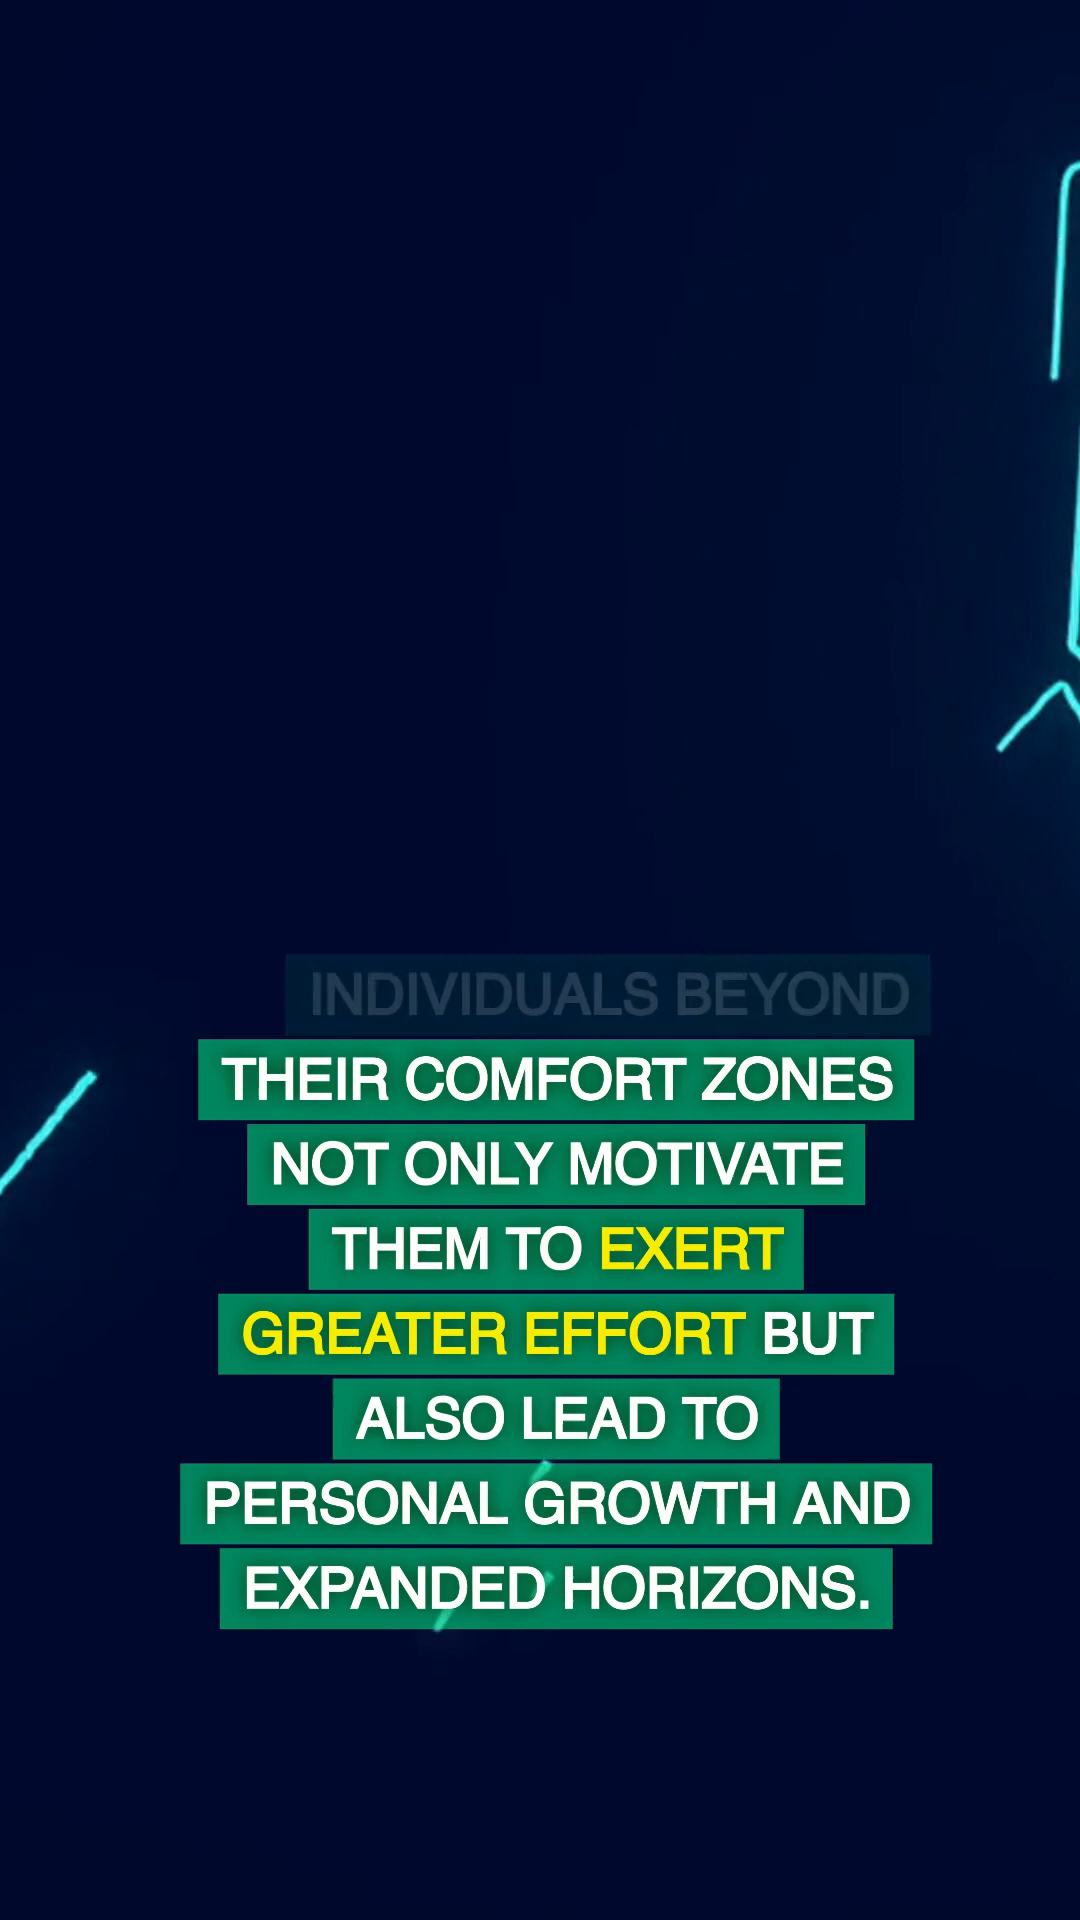 INDIVIDUALS BEYOND
THEIR COMFORT ZONES
NOT ONLY MOTIVATE
THEM TO EXERT
GREATER EFFORT BUT
ALSO LEAD TO
PERSONAL GROWTH AND
EXPANDED HORIZONS.